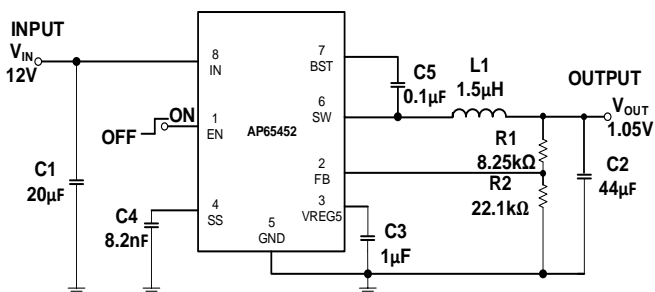 INPUT
V_IN
12V
8
IN
7
BST
C5
0.1µF
L1
1.5µH
OUTPUT
V_OUT
1.05V
6
SW
AP65452
ON
OFF
1
EN
R1
8.25kΩ
2
FB
R2
22.1kΩ
C2
44µF
C1
20µF
C4
8.2nF
4
SS
3
VREG5
C3
1µF
5
GND